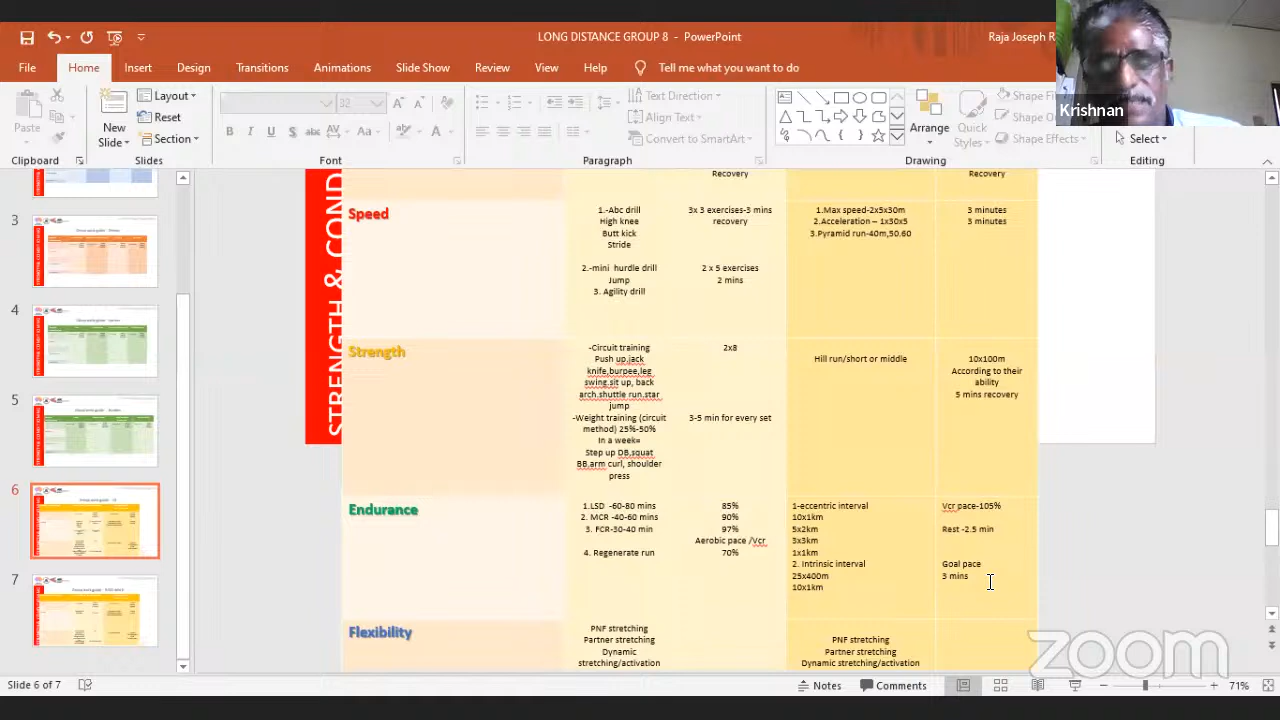 LONG DISTANCE GROUP 8 - PowerPoint
Raja Joseph R
File
Home
Insert
Design
Transitions
Animations
Slide Show
Review
View
Help
Tell me what you want to do
Krishnan
Paste
New
Slide
Layout
Reset
Section
32
B I U S abc AV Aa A
Text Direction
Align Text
Convert to SmartArt
Arrange
Quick
Styles
Shape Fi
Shape Effects
Select
Clipboard
Slides
Font
Paragraph
Drawing
Editing
3
4
5
6
7
STRENGTH & COND
Recovery
Recovery
Speed
1.-Abc drill
High knee
Butt kick
Stride
2.-mini hurdle drill
Jump
3. Agility drill
3x 3 exercises-3 mins
recovery
2 x 5 exercises
2 mins
1.Max speed-2x5x30m
2.Acceleration – 1x30x5
3.Pyramid run-40m,50.60
3 minutes
3 minutes
Strength
-Circuit training
Push up,jack
knife,burpee,leg
swing.sit up, back
arch.shuttle run.star
jump
-Weight training (circuit
method) 25%-50%
In a week=
Step up DB,squat
BB,arm curl, shoulder
press
2x8
3-5 min for every set
Hill run/short or middle
10x100m
According to their
ability
5 mins recovery
Endurance
1.LSD -60-80 mins
2. MCR -40-60 mins
3. FCR-30-40 min
4. Regenerate run
85%
90%
97%
Aerobic pace /Vcr
70%
1-eccentric interval
10x1km
5x2km
3x3km
1x1km
2. Intrinsic interval
25x400m
10x1km
Vcr pace-105%
Rest -2.5 min
Goal pace
3 mins
Flexibility
PNF stretching
Partner stretching
Dynamic
stretching/activation
PNF stretching
Partner stretching
Dynamic stretching/activation
zoom
Slide 6 of 7
Notes
Comments
71%